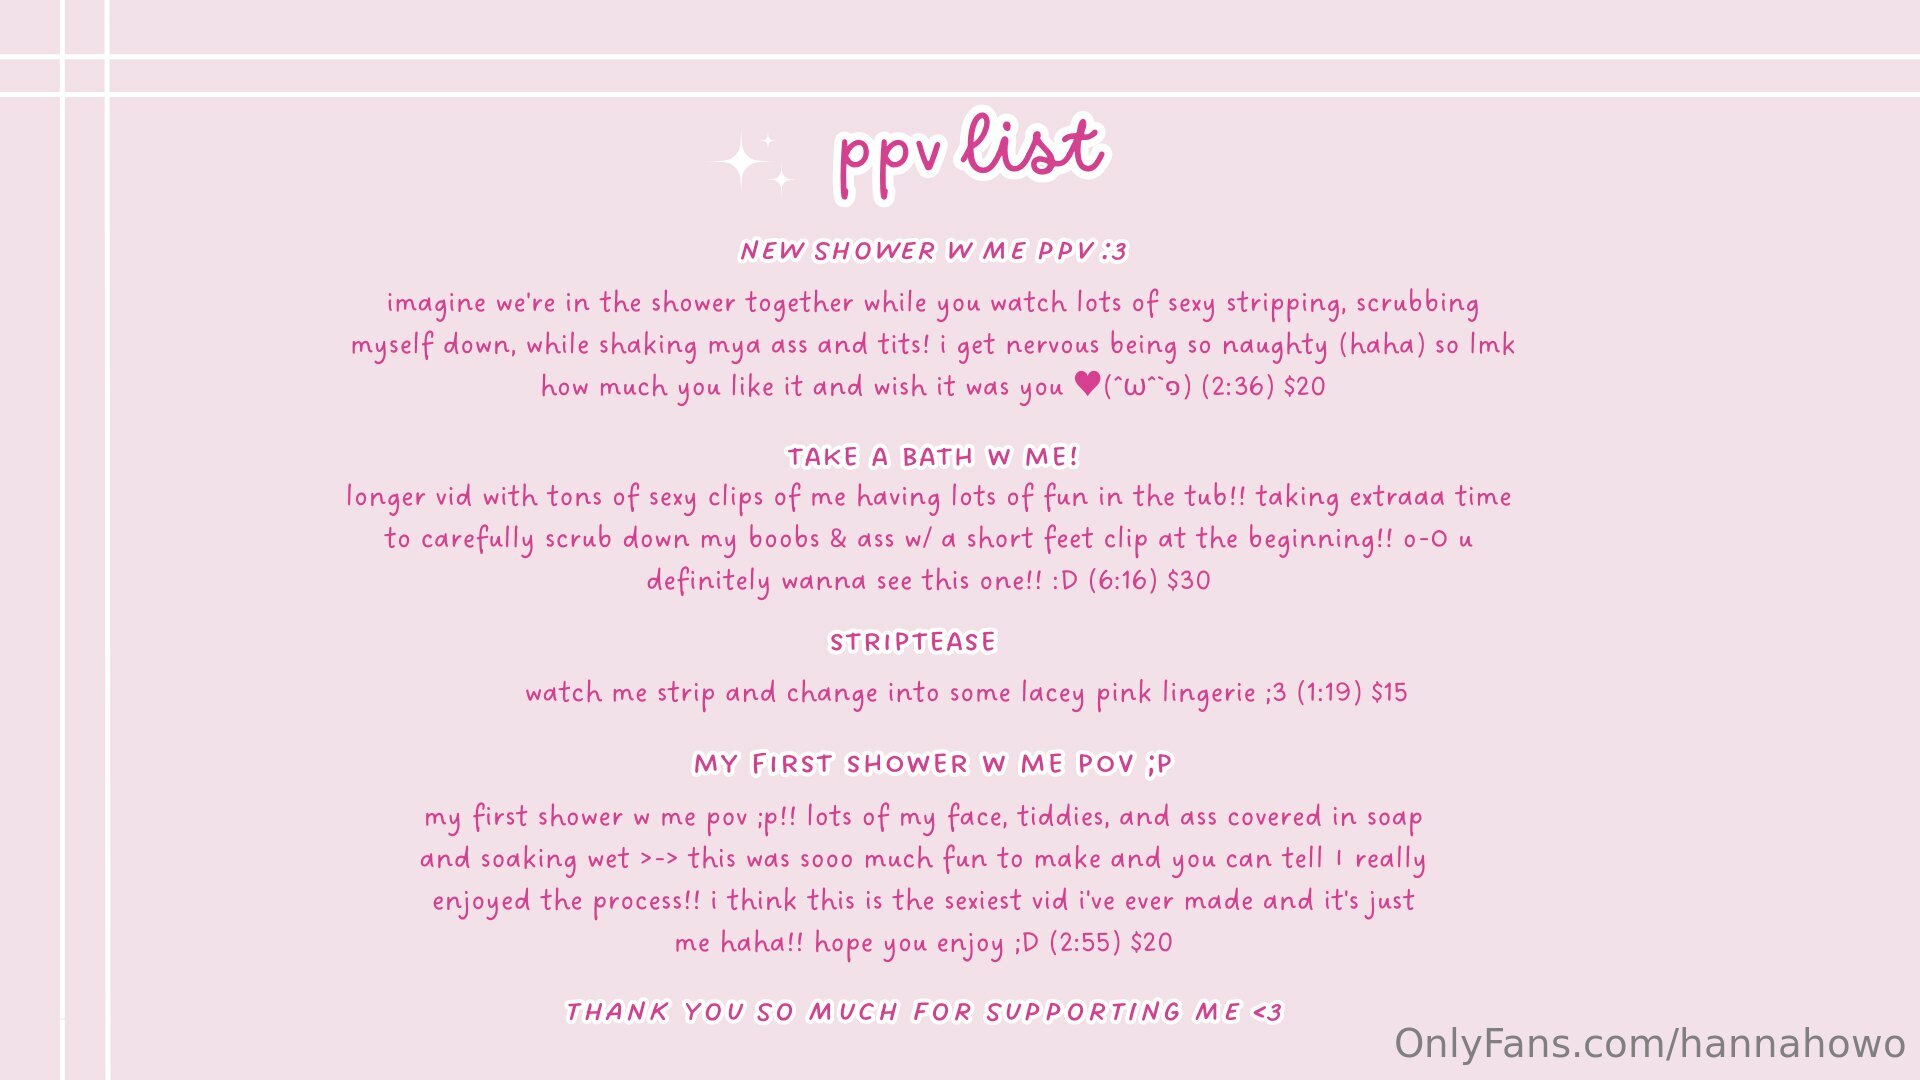 ppv list
NEW SHOWER W ME PPV :3
imagine we're in the shower together while you watch lots of sexy stripping, scrubbing
myself down, while shaking mya ass and tits! i get nervous being so naughty (haha) so lmk
how much you like it and wish it was you ♥(ˆωˆ˵໑) (2:36) $20
TAKE A BATH W ME!
longer vid with tons of sexy clips of me having lots of fun in the tub!! taking extraaa time
to carefully scrub down my boobs & ass w/ a short feet clip at the beginning!! o-O u
definitely wanna see this one!! :D (6:16) $30
STRIPTEASE
watch me strip and change into some lacey pink lingerie ;3 (1:19) $15
MY FIRST SHOWER W ME POV ;P
my first shower w me pov ;p!! lots of my face, tiddies, and ass covered in soap
and soaking wet >-> this was sooo much fun to make and you can tell I really
enjoyed the process!! i think this is the sexiest vid i've ever made and it's just
me haha!! hope you enjoy ;D (2:55) $20
THANK YOU SO MUCH FOR SUPPORTING ME <3
OnlyFans.com/hannahowo